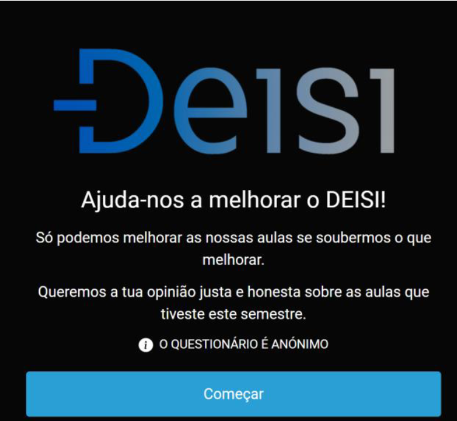 DEISI
Ajuda-nos a melhorar o DEISI!
Só podemos melhorar as nossas aulas se soubermos o que
melhorar.
Queremos a tua opinião justa e honesta sobre as aulas que
tiveste este semestre.
i O QUESTIONÁRIO É ANÓNIMO
Começar